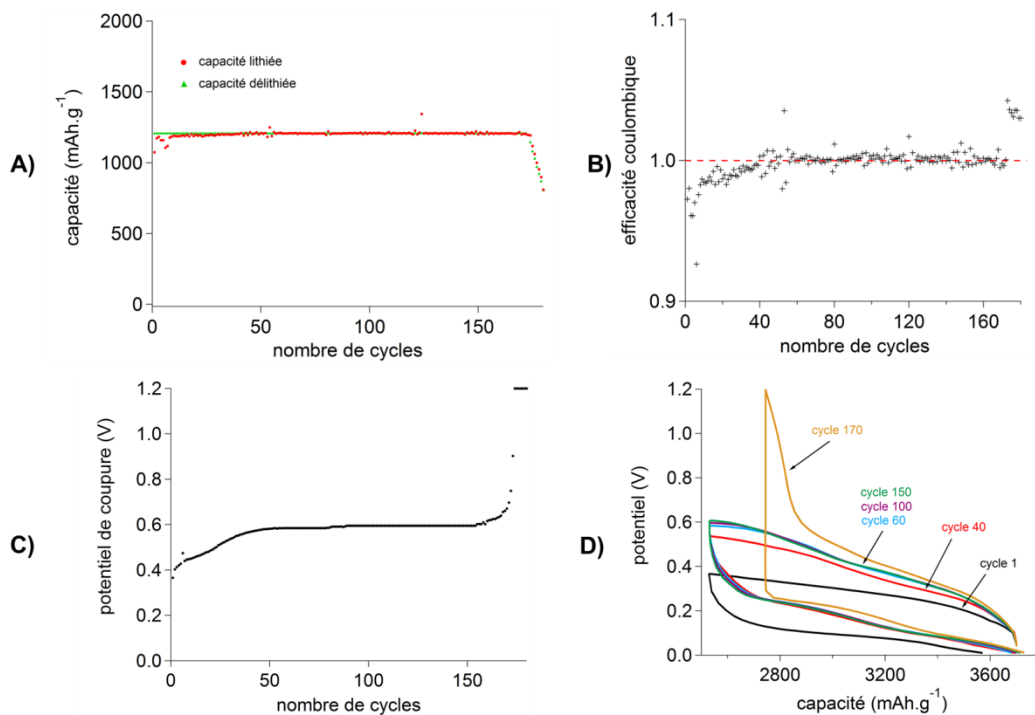 A)
capacité (mAh.g⁻¹)
2000
1500
1000
500
0
capacité lithiée
capacité délithiée
0 50 100 150
nombre de cycles
B)
efficacité coulombique
1.1
1.0
0.9
0 40 80 120 160
nombre de cycles
C)
potentiel de coupure (V)
1.2
1.0
0.8
0.6
0.4
0.2
0.0
0 50 100 150
nombre de cycles
D)
potentiel (V)
1.2
1.0
0.8
0.6
0.4
0.2
0.0
cycle 170
cycle 150
cycle 100
cycle 60
cycle 40
cycle 1
2800 3200 3600
capacité (mAh.g⁻¹)